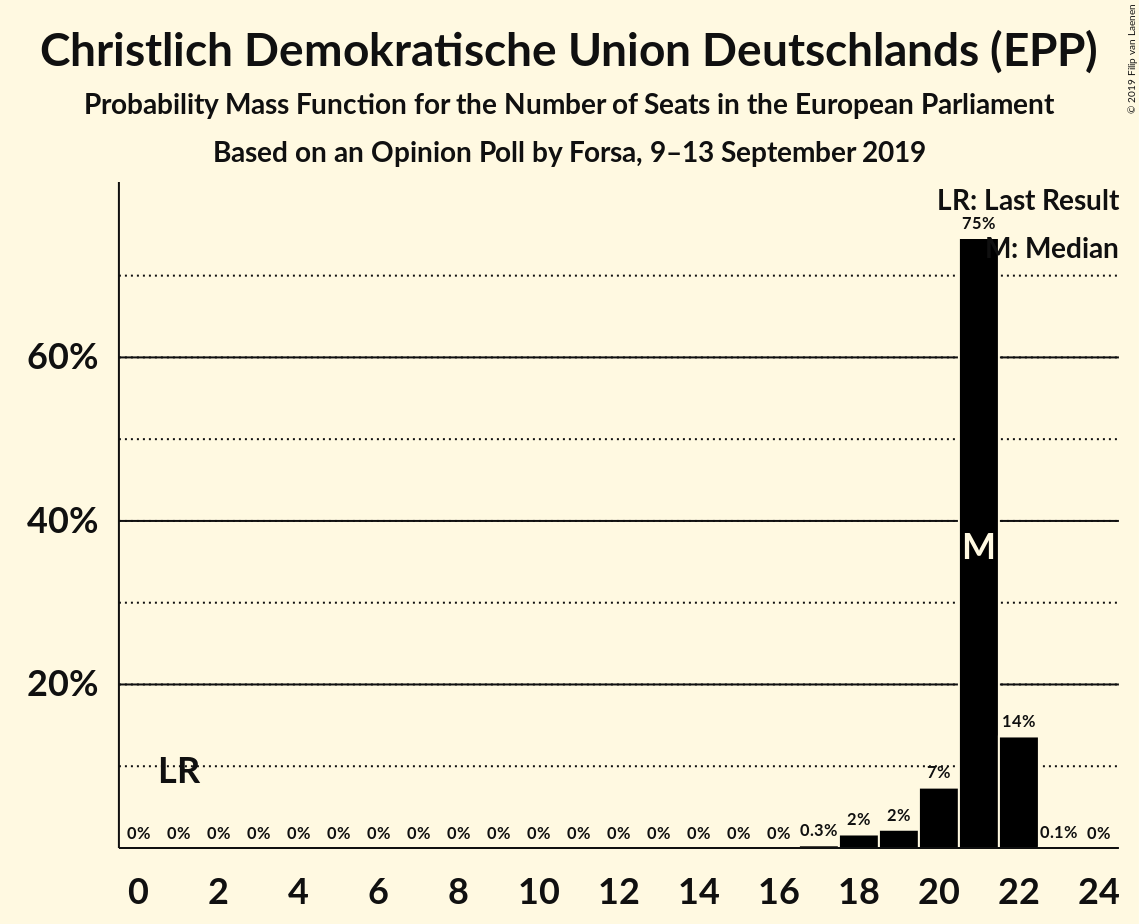 Christlich Demokratische Union Deutschlands (EPP)
Probability Mass Function for the Number of Seats in the European Parliament
Based on an Opinion Poll by Forsa, 9–13 September 2019
© 2019 Filip van Laenen
LR: Last Result
M: Median
60%
40%
20%
LR
M
0% 0% 0% 0% 0% 0% 0% 0% 0% 0% 0% 0% 0% 0% 0% 0% 0% 0.3% 2% 2% 7% 75% 14% 0.1% 0%
0 2 4 6 8 10 12 14 16 18 20 22 24